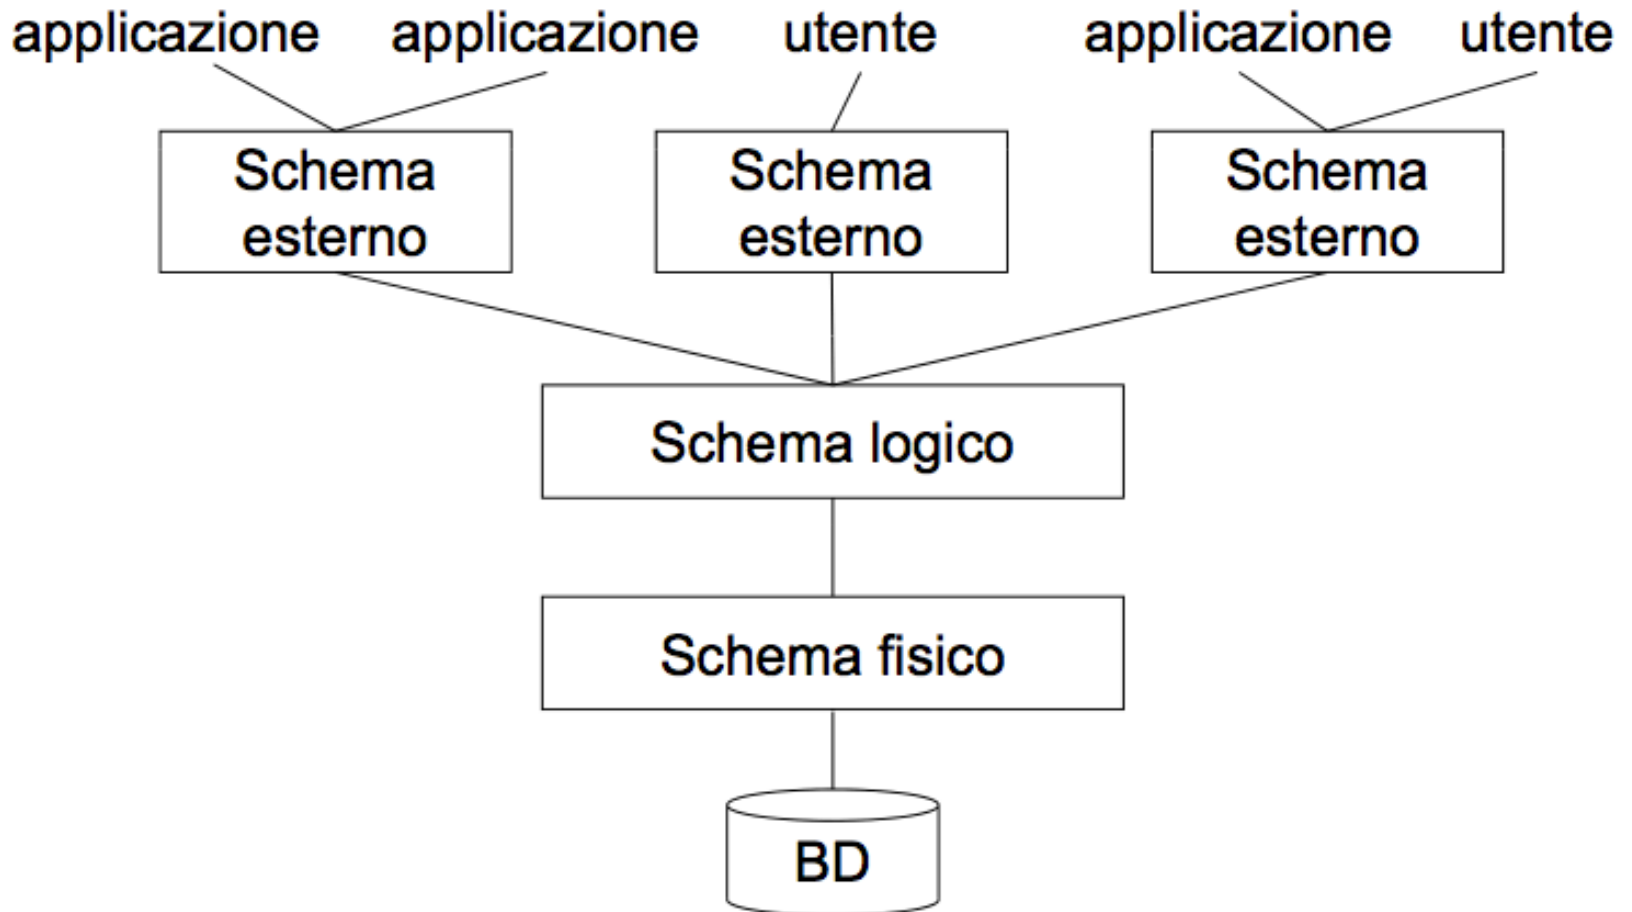 applicazione applicazione utente applicazione utente
Schema Schema Schema
esterno esterno esterno
Schema logico
Schema fisico
BD